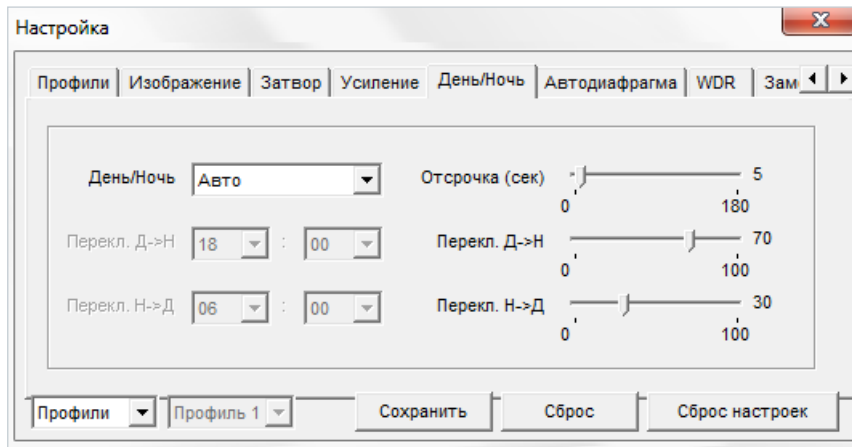 Настройка
Профили Изображение Затвор Усиление День/Ночь Автодиафрагма WDR Зам
День/Ночь Авто Отсрочка (сек) 5
0 180
Перекл. Д->Н 18 : 00 Перекл. Д->Н 70
0 100
Перекл. Н->Д 06 : 00 Перекл. Н->Д 30
0 100
Профили Профиль 1 Сохранить Сброс Сброс настроек